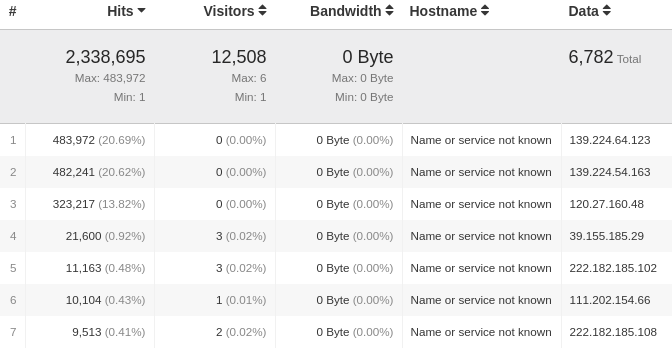 # Hits Visitors Bandwidth Hostname Data
2,338,695 12,508 0 Byte 6,782 Total
Max: 483,972 Max: 6 Max: 0 Byte
Min: 1 Min: 1 Min: 0 Byte
1 483,972 (20.69%) 0 (0.00%) 0 Byte (0.00%) Name or service not known 139.224.64.123
2 482,241 (20.62%) 0 (0.00%) 0 Byte (0.00%) Name or service not known 139.224.54.163
3 323,217 (13.82%) 0 (0.00%) 0 Byte (0.00%) Name or service not known 120.27.160.48
4 21,600 (0.92%) 3 (0.02%) 0 Byte (0.00%) Name or service not known 39.155.185.29
5 11,163 (0.48%) 3 (0.02%) 0 Byte (0.00%) Name or service not known 222.182.185.102
6 10,104 (0.43%) 1 (0.01%) 0 Byte (0.00%) Name or service not known 111.202.154.66
7 9,513 (0.41%) 2 (0.02%) 0 Byte (0.00%) Name or service not known 222.182.185.108